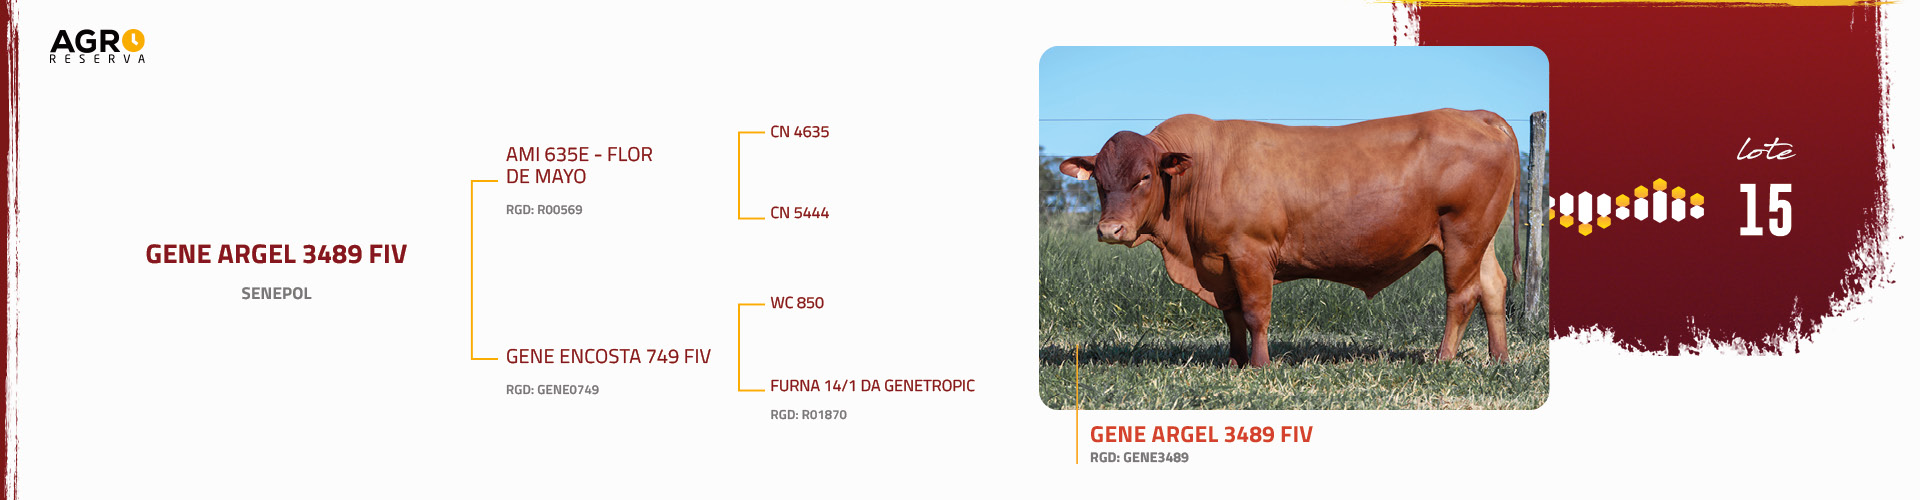 AGRO
RESERVA
GENE ARGEL 3489 FIV
SENEPOL
AMI 635E - FLOR
DE MAYO
RGD: R00569
GENE ENCOSTA 749 FIV
RGD: GENE0749
CN 4635
CN 5444
WC 850
FURNA 14/1 DA GENETROPIC
RGD: R01870
GENE ARGEL 3489 FIV
RGD: GENE3489
lote
15